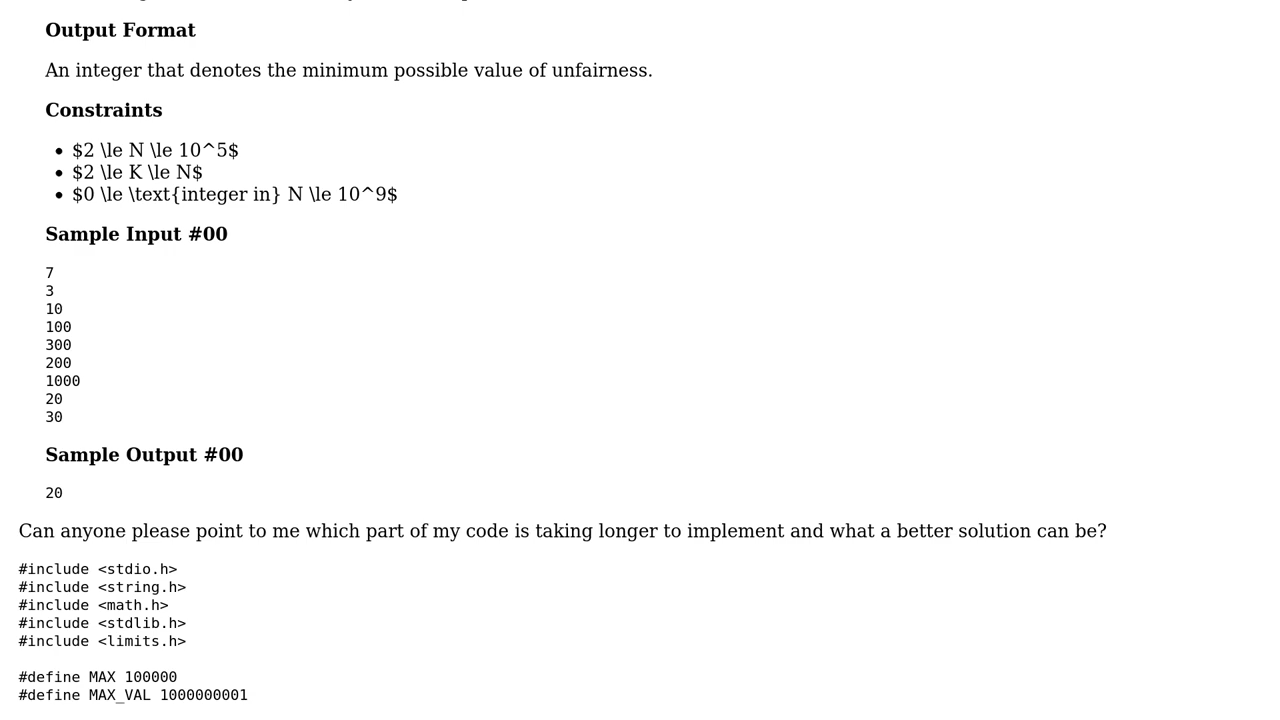 Output Format
An integer that denotes the minimum possible value of unfairness.
Constraints
$2 \le N \le 10^5$
$2 \le K \le N$
$0 \le \text{integer in} N \le 10^9$
Sample Input #00
7
3
10
100
300
200
1000
20
30
Sample Output #00
20
Can anyone please point to me which part of my code is taking longer to implement and what a better solution can be?
#include <stdio.h>
#include <string.h>
#include <math.h>
#include <stdlib.h>
#include <limits.h>
#define MAX 100000
#define MAX_VAL 1000000001